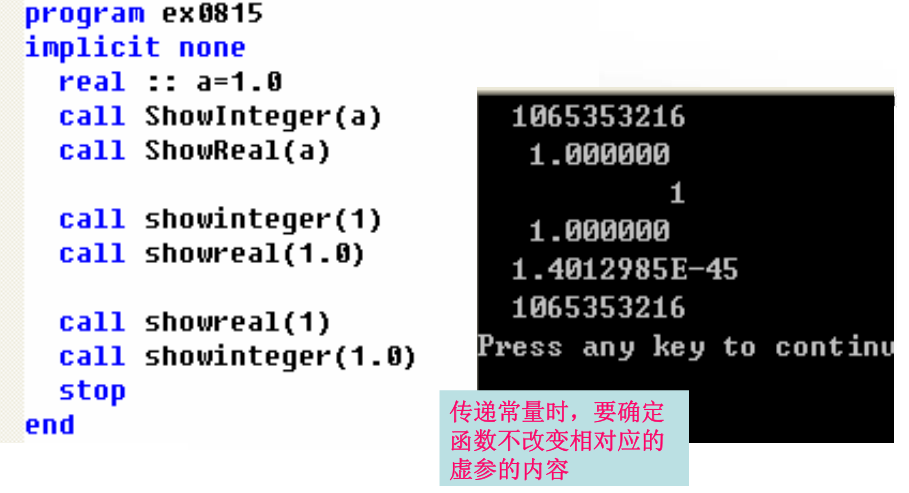 program ex0815
implicit none
real :: a=1.0
call ShowInteger(a)
call ShowReal(a)
call showinteger(1)
call showreal(1.0)
call showreal(1)
call showinteger(1.0)
stop
end
1065353216
1.000000
1
1.000000
1.4012985E-45
1065353216
Press any key to continu
传递常量时，要确定
函数不改变相对应的
虚参的内容